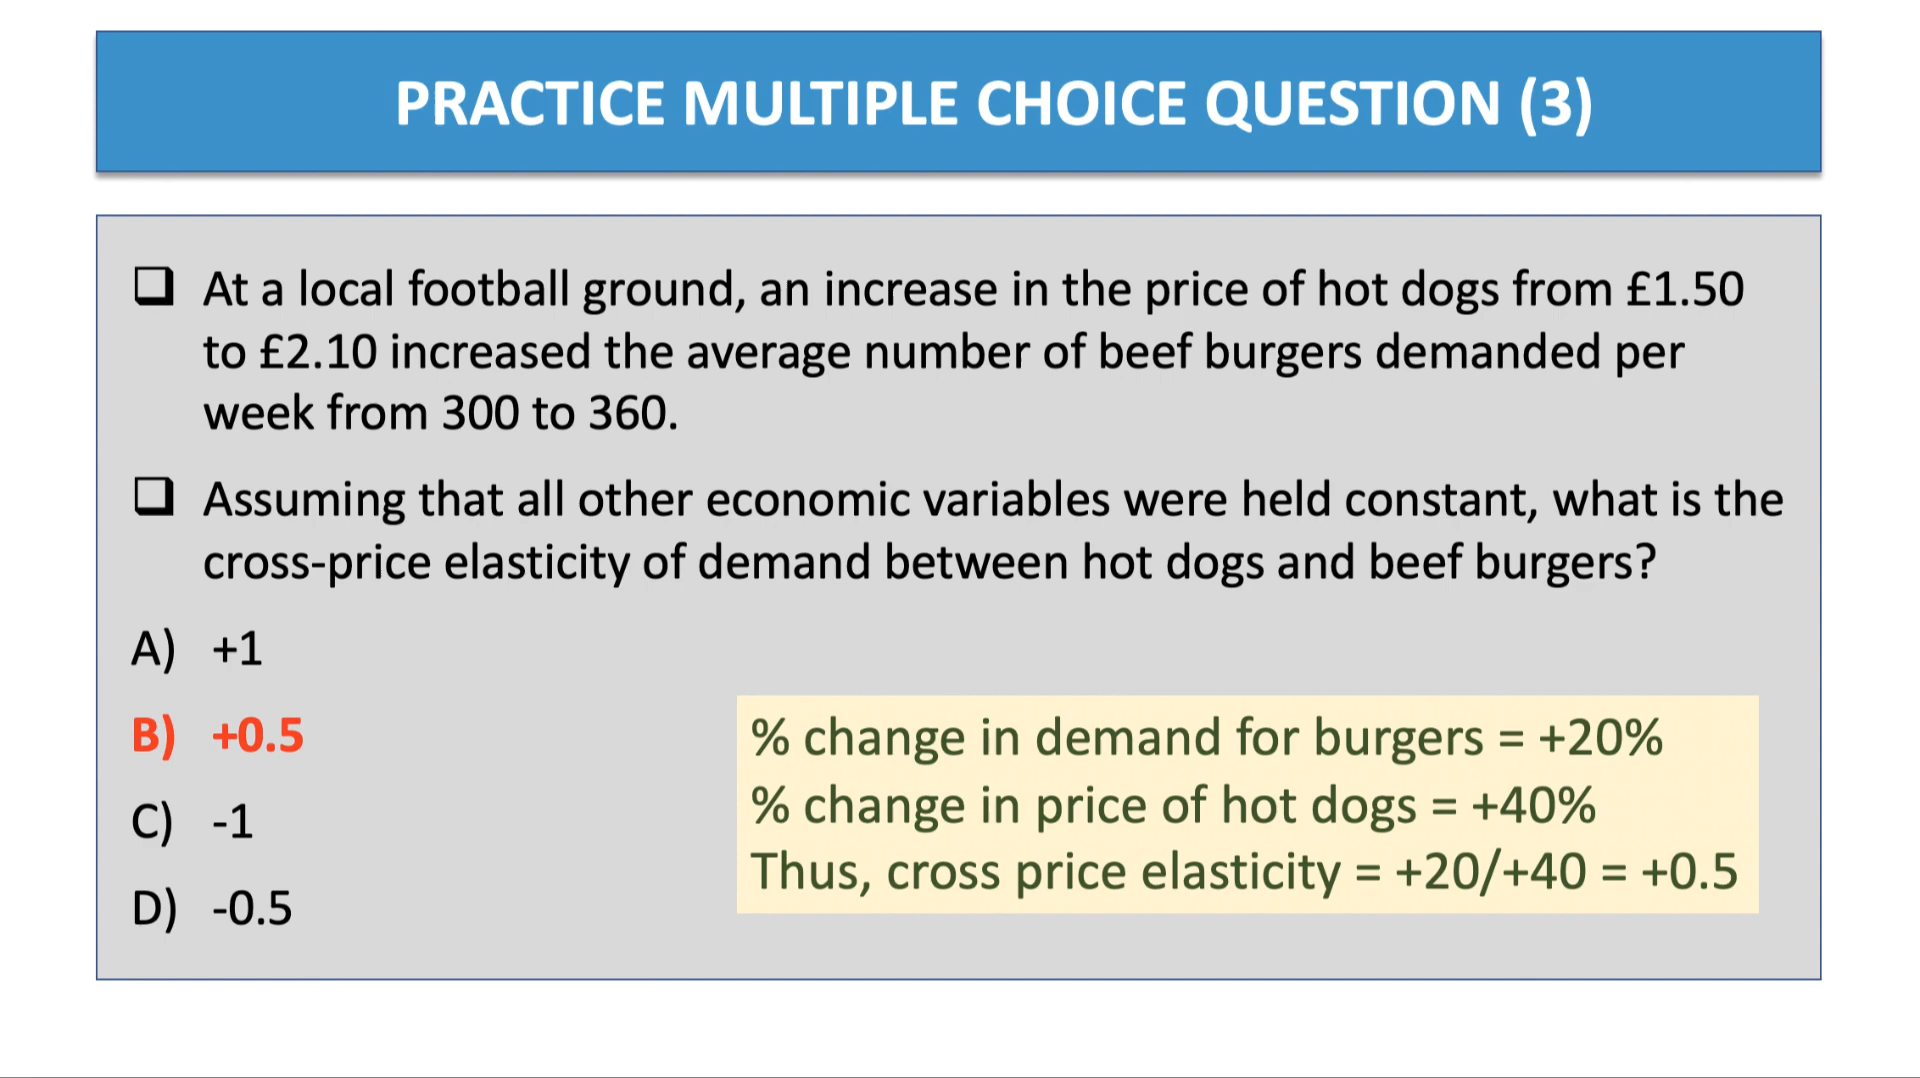 PRACTICE MULTIPLE CHOICE QUESTION (3)
❑ At a local football ground, an increase in the price of hot dogs from £1.50
to £2.10 increased the average number of beef burgers demanded per
week from 300 to 360.
❑ Assuming that all other economic variables were held constant, what is the
cross-price elasticity of demand between hot dogs and beef burgers?
A) +1
B) +0.5
C) -1
D) -0.5
% change in demand for burgers = +20%
% change in price of hot dogs = +40%
Thus, cross price elasticity = +20/+40 = +0.5